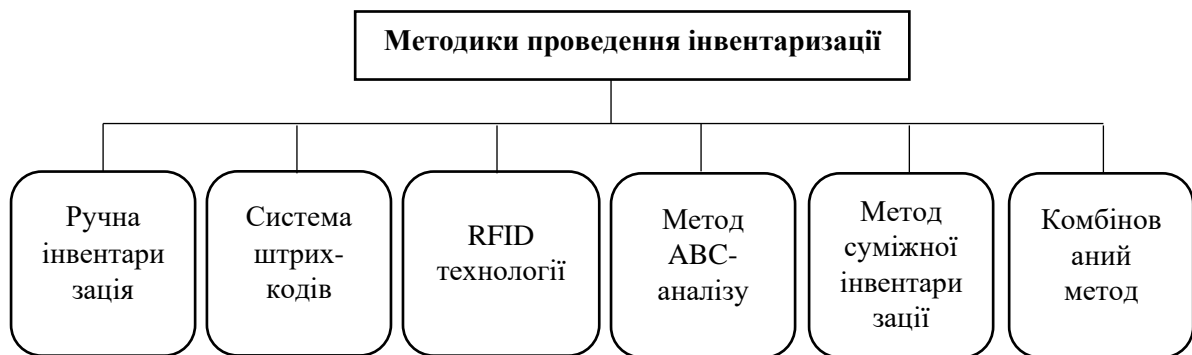 Методики проведення інвентаризації
Ручна
інвентари
зація
Система
штрих-
кодів
RFID
технології
Метод
ABC-
аналізу
Метод
суміжної
інвентари
зації
Комбінов
аний
метод